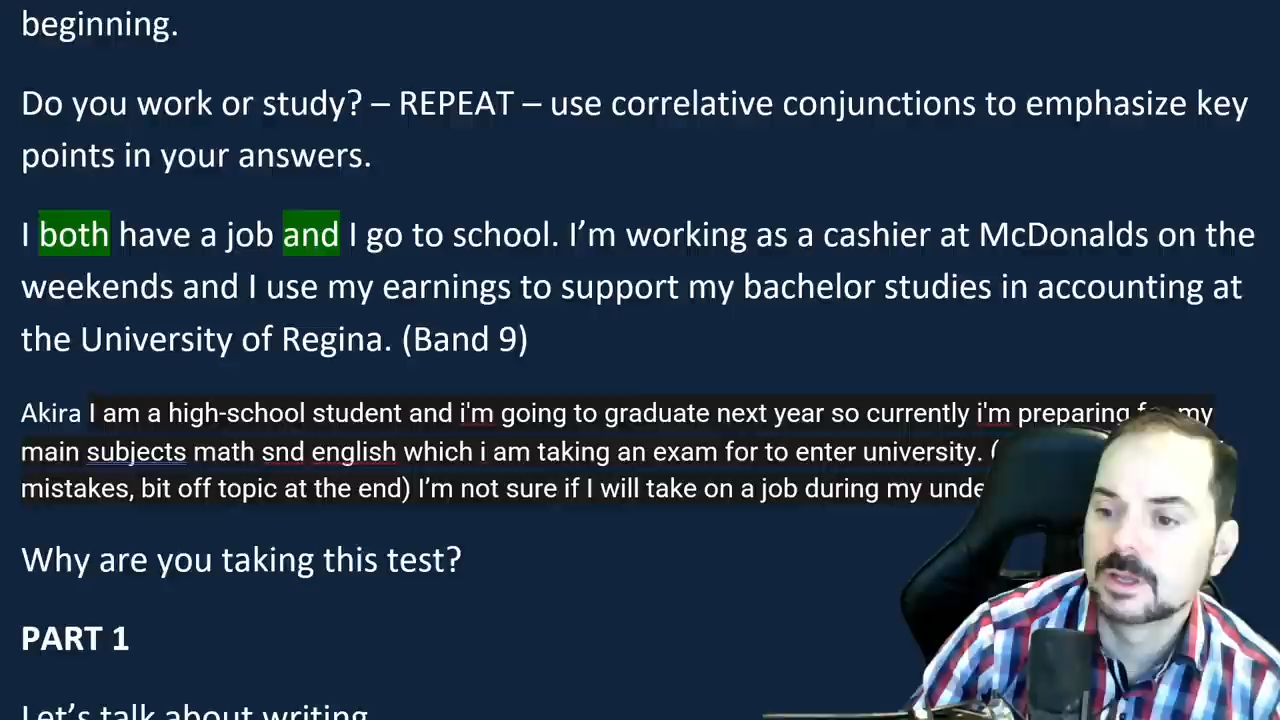 beginning.
Do you work or study? – REPEAT – use correlative conjunctions to emphasize key
points in your answers.
I both have a job and I go to school. I’m working as a cashier at McDonalds on the
weekends and I use my earnings to support my bachelor studies in accounting at
the University of Regina. (Band 9)
Akira I am a high-school student and i'm going to graduate next year so currently i'm preparing for my
main subjects math snd english which i am taking an exam for to enter university. (
mistakes, bit off topic at the end) I’m not sure if I will take on a job during my
Why are you taking this test?
PART 1
Let’s talk about writing